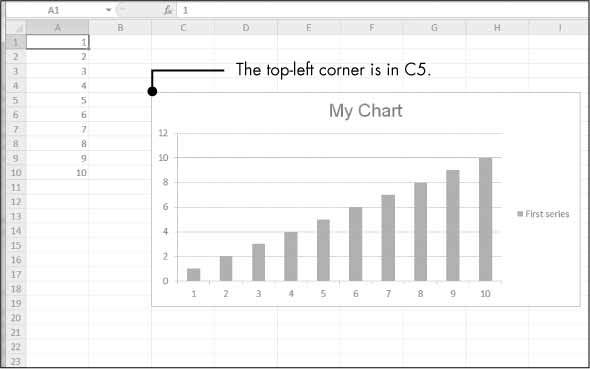 A1 fx 1
A B C D E F G H I
1 1
2 2
3 3 The top-left corner is in C5.
4 4
5 5
6 6 My Chart
7 7
8 8 12
9 9
10 10 10
11
12 8
13 First series
14 6
15
16 4
17 2
18 0
19 1 2 3 4 5 6 7 8 9 10
20
21
22
23